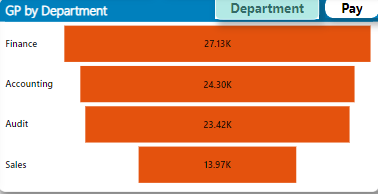 GP by Department
Department
Pay
Finance
27.13K
Accounting
24.30K
Audit
23.42K
Sales
13.97K